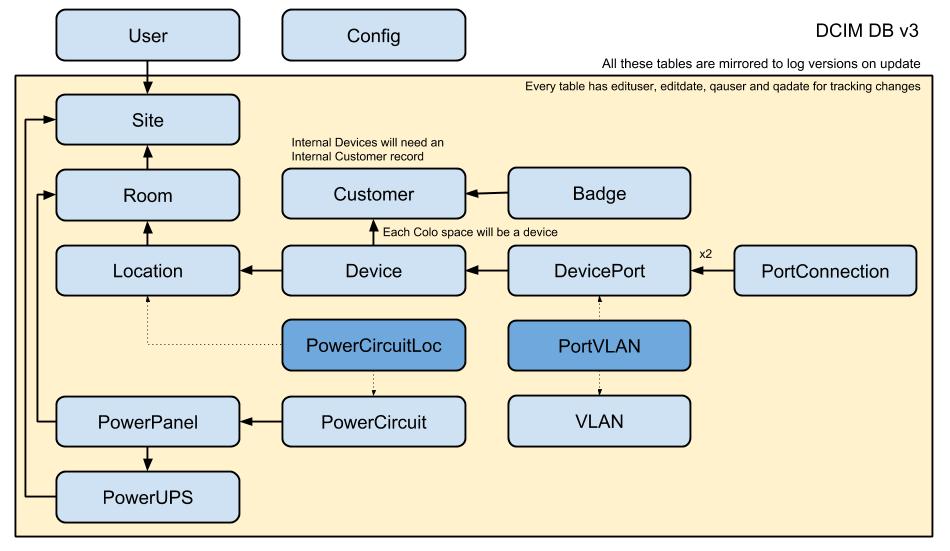 User
Config
DCIM DB v3
All these tables are mirrored to log versions on update
Every table has edituser, editdate, qauser and qadate for tracking changes
Site
Internal Devices will need an
Internal Customer record
Room
Customer
Badge
Each Colo space will be a device
x2
Location
Device
DevicePort
PortConnection
PowerCircuitLoc
PortVLAN
PowerPanel
PowerCircuit
VLAN
PowerUPS